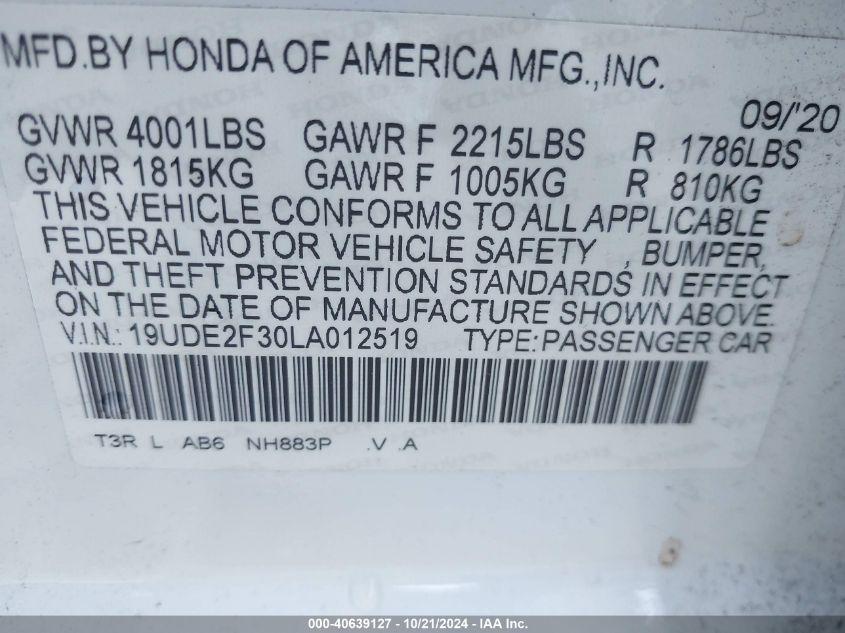 MFD.BY HONDA OF AMERICA MFG.,INC.
09/'20
GVWR 4001LBS GAWR F 2215LBS R 1786LBS
GVWR 1815KG GAWR F 1005KG R 810KG
THIS VEHICLE CONFORMS TO ALL APPLICABLE
FEDERAL MOTOR VEHICLE SAFETY , BUMPER,
AND THEFT PREVENTION STANDARDS IN EFFECT
ON THE DATE OF MANUFACTURE SHOWN ABOVE.
V.I.N.: 19UDE2F30LA012519 TYPE: PASSENGER CAR
T3R L AB6 NH883P .V .A
000-40639127 - 10/21/2024 - IAA Inc.